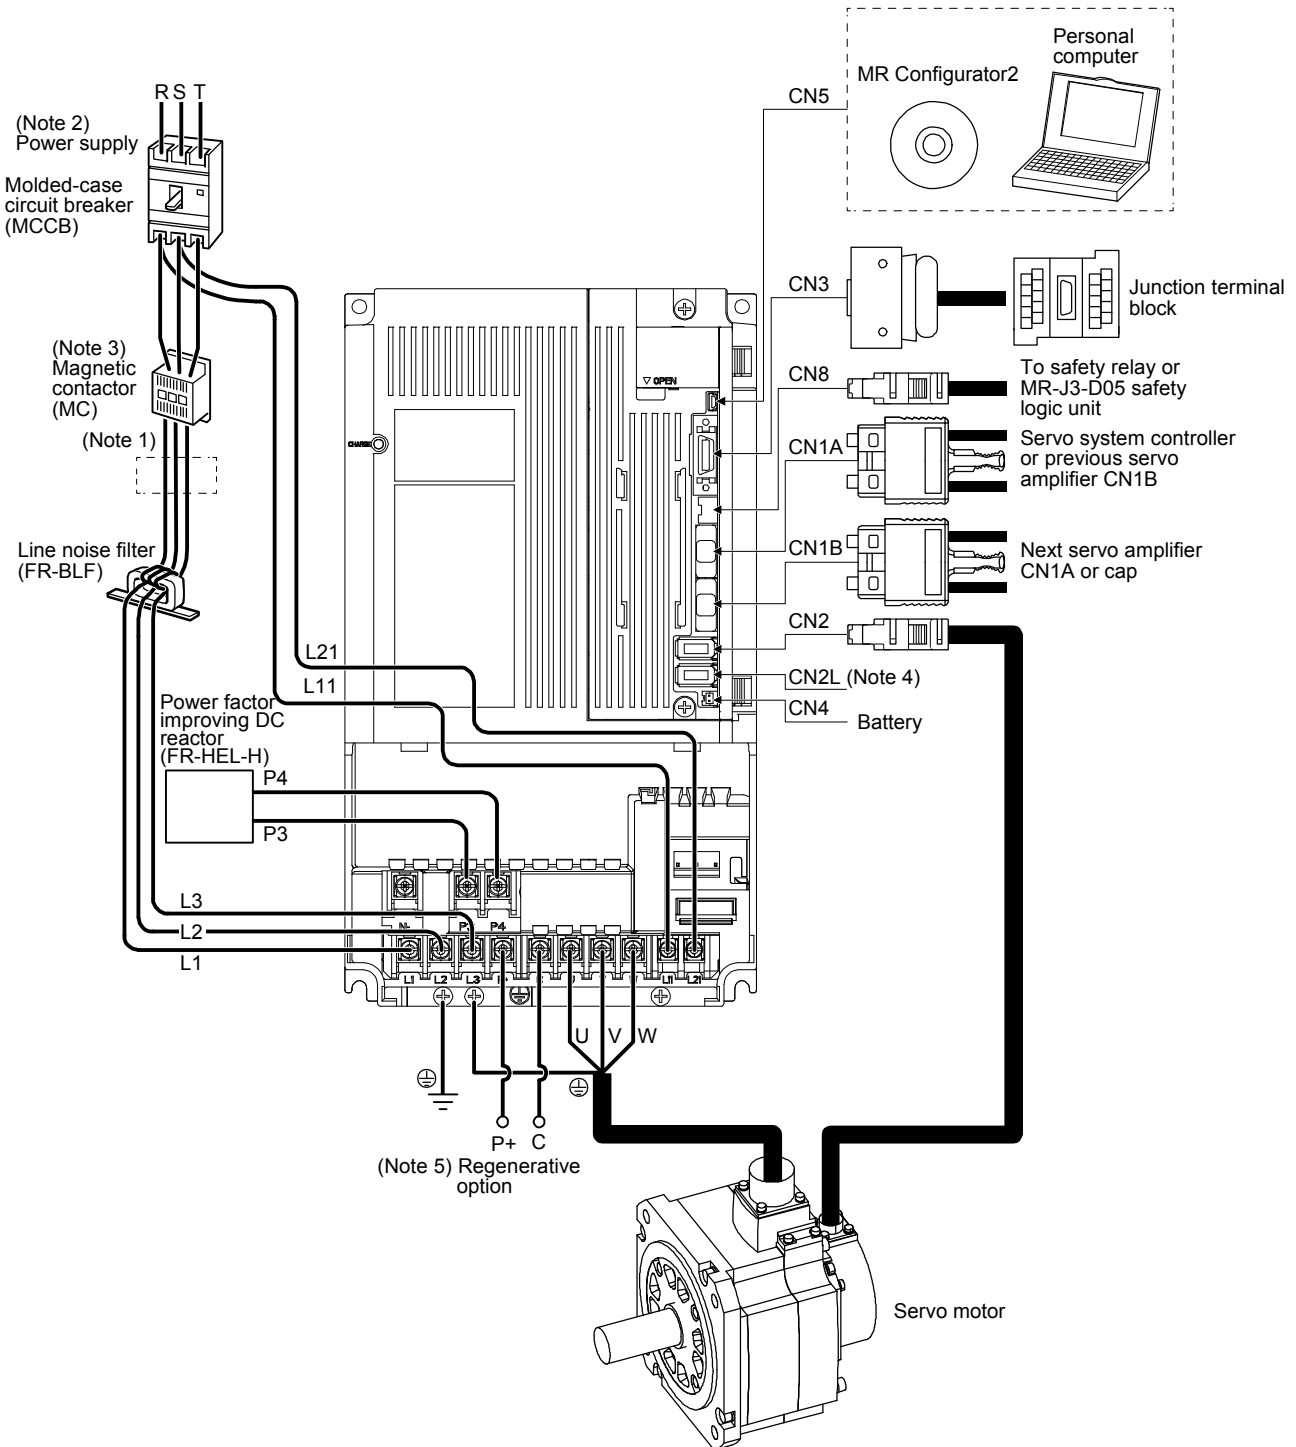 Personal
computer
MR Configurator2
CN5
R S T
(Note 2)
Power supply
Molded-case
circuit breaker
(MCCB)
CN3
Junction terminal
block
(Note 3)
Magnetic
contactor
(MC)
(Note 1)
CN8
To safety relay or
MR-J3-D05 safety
logic unit
▽ OPEN
CHARGE
CN1A
Servo system controller
or previous servo
amplifier CN1B
Line noise filter
(FR-BLF)
CN1B
Next servo amplifier
CN1A or cap
CN2
CN2L (Note 4)
CN4
Battery
L21
L11
Power factor
improving DC
reactor
(FR-HEL-H)
P4
P3
L3
L2
L1
N-
P4
L1 L2 L3
L11 L21
U V W
P+ C
(Note 5) Regenerative
option
Servo motor